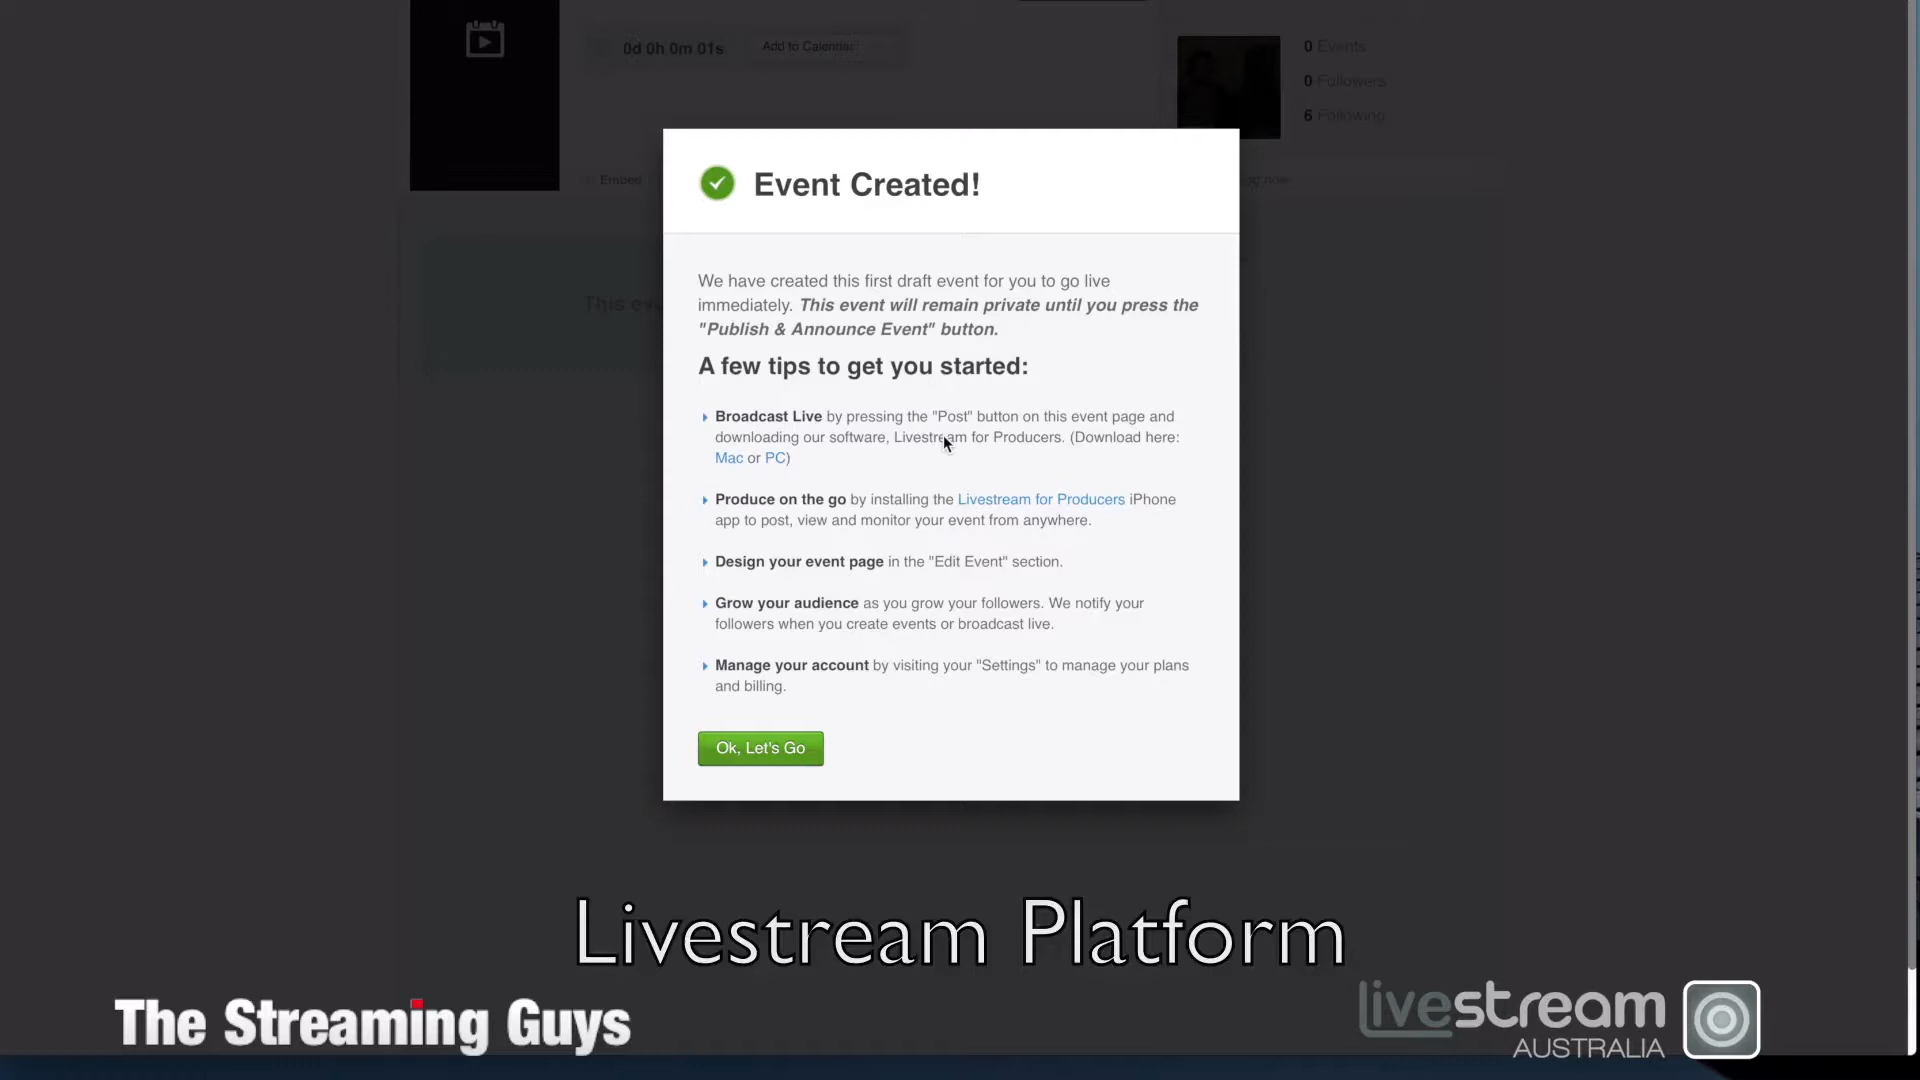 0d 0h 0m 01s
Add to Calendar
0 Events
0 Followers
6 Following
Embed
Event Created!
This
We have created this first draft event for you to go live
immediately. This event will remain private until you press the
"Publish & Announce Event" button.
A few tips to get you started:
Broadcast Live by pressing the "Post" button on this event page and
downloading our software, Livestream for Producers. (Download here:
Mac or PC)
Produce on the go by installing the Livestream for Producers iPhone
app to post, view and monitor your event from anywhere.
Design your event page in the "Edit Event" section.
Grow your audience as you grow your followers. We notify your
followers when you create events or broadcast live.
Manage your account by visiting your "Settings" to manage your plans
and billing.
Ok, Let's Go
Livestream Platform
The Streaming Guys
livestream
AUSTRALIA